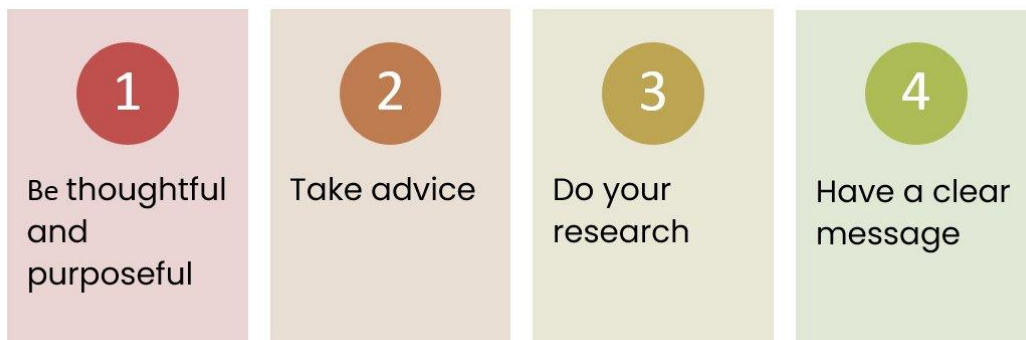 1
Be thoughtful
and
purposeful
2
Take advice
3
Do your
research
4
Have a clear
message